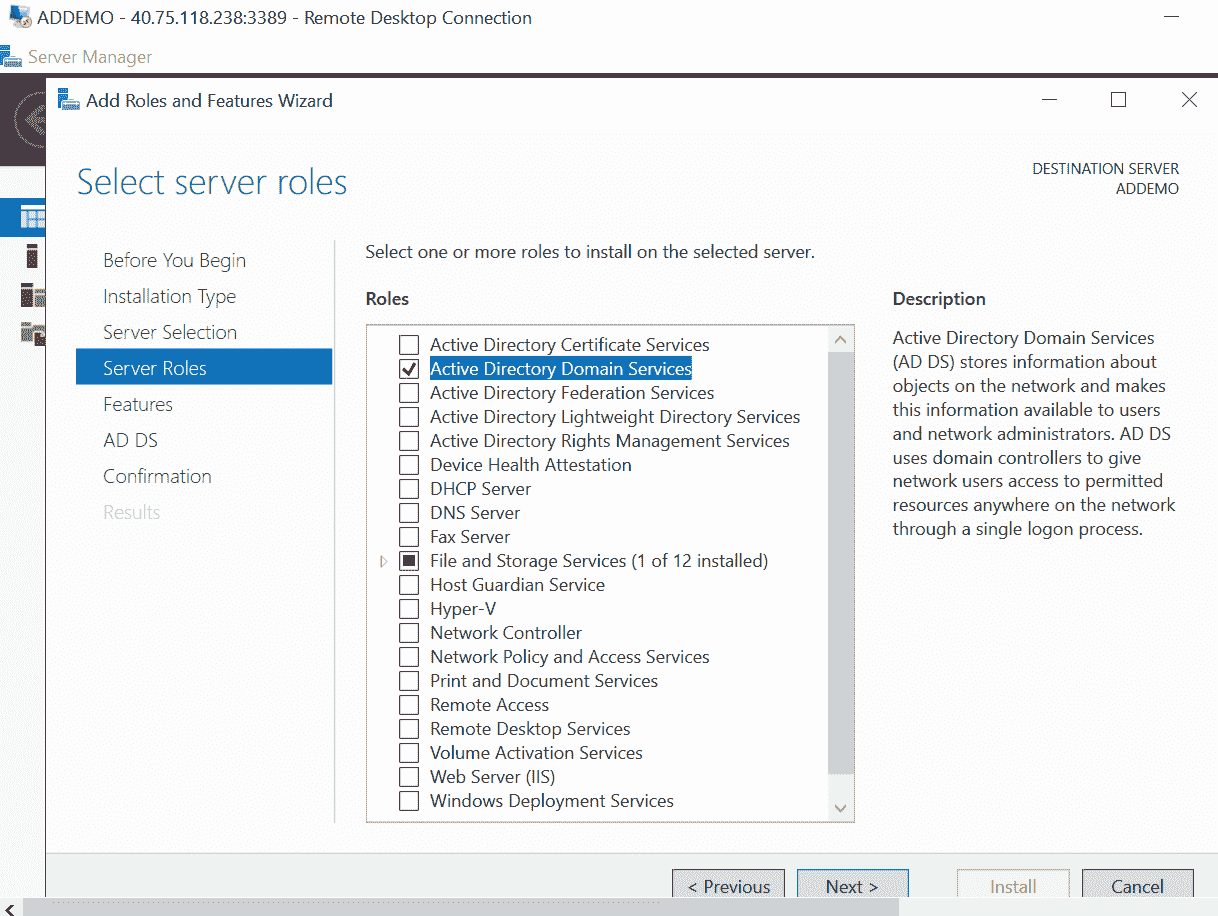 ADDEMO - 40.75.118.238:3389 - Remote Desktop Connection
Server Manager
Add Roles and Features Wizard
Select server roles
DESTINATION SERVER
ADDEMO
Before You Begin
Installation Type
Server Selection
Server Roles
Features
AD DS
Confirmation
Results
Select one or more roles to install on the selected server.
Roles
Active Directory Certificate Services
Active Directory Domain Services
Active Directory Federation Services
Active Directory Lightweight Directory Services
Active Directory Rights Management Services
Device Health Attestation
DHCP Server
DNS Server
Fax Server
File and Storage Services (1 of 12 installed)
Host Guardian Service
Hyper-V
Network Controller
Network Policy and Access Services
Print and Document Services
Remote Access
Remote Desktop Services
Volume Activation Services
Web Server (IIS)
Windows Deployment Services
Description
Active Directory Domain Services
(AD DS) stores information about
objects on the network and makes
this information available to users
and network administrators. AD DS
uses domain controllers to give
network users access to permitted
resources anywhere on the network
through a single logon process.
< Previous
Next >
Install
Cancel